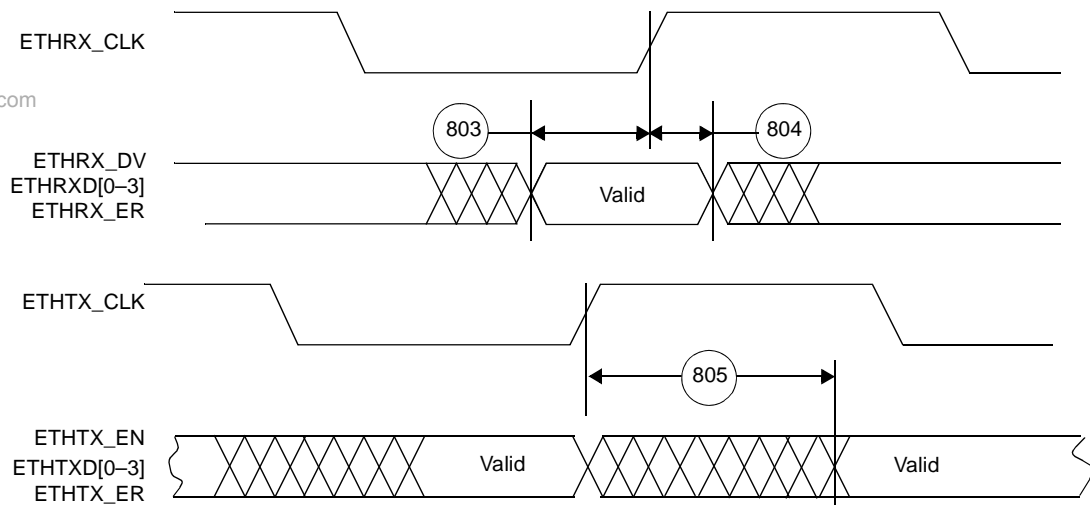 ETHRX_CLK
com
803
804
ETHRX_DV
ETHRXD[0–3]
ETHRX_ER
Valid
ETHTX_CLK
805
ETHTX_EN
ETHTXD[0–3]
ETHTX_ER
Valid
Valid